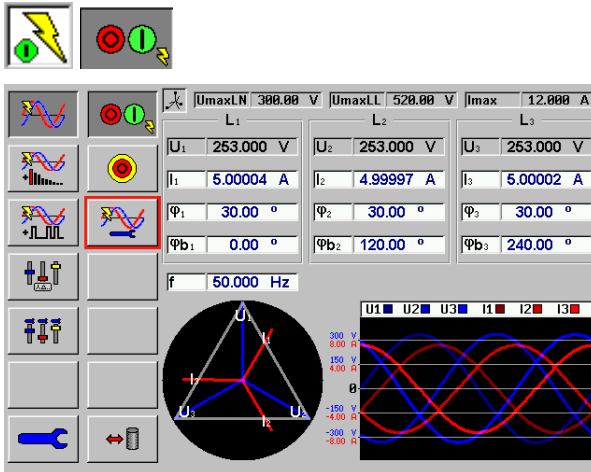 UmaxLN 300.00 V UmaxLL 520.00 V Imax 12.000 A
L1 L2 L3
U1 253.000 V U2 253.000 V U3 253.000 V
I1 5.00004 A I2 4.99997 A I3 5.00002 A
φ1 30.00 º φ2 30.00 º φ3 30.00 º
φb1 0.00 º φb2 120.00 º φb3 240.00 º
f 50.000 Hz
U1 U2 U3 I1 I2 I3
U1
I1
I3
U3 U2
I2
300 V
8.00 A
150 V
4.00 A
0
-150 V
-4.00 A
-300 V
-8.00 A